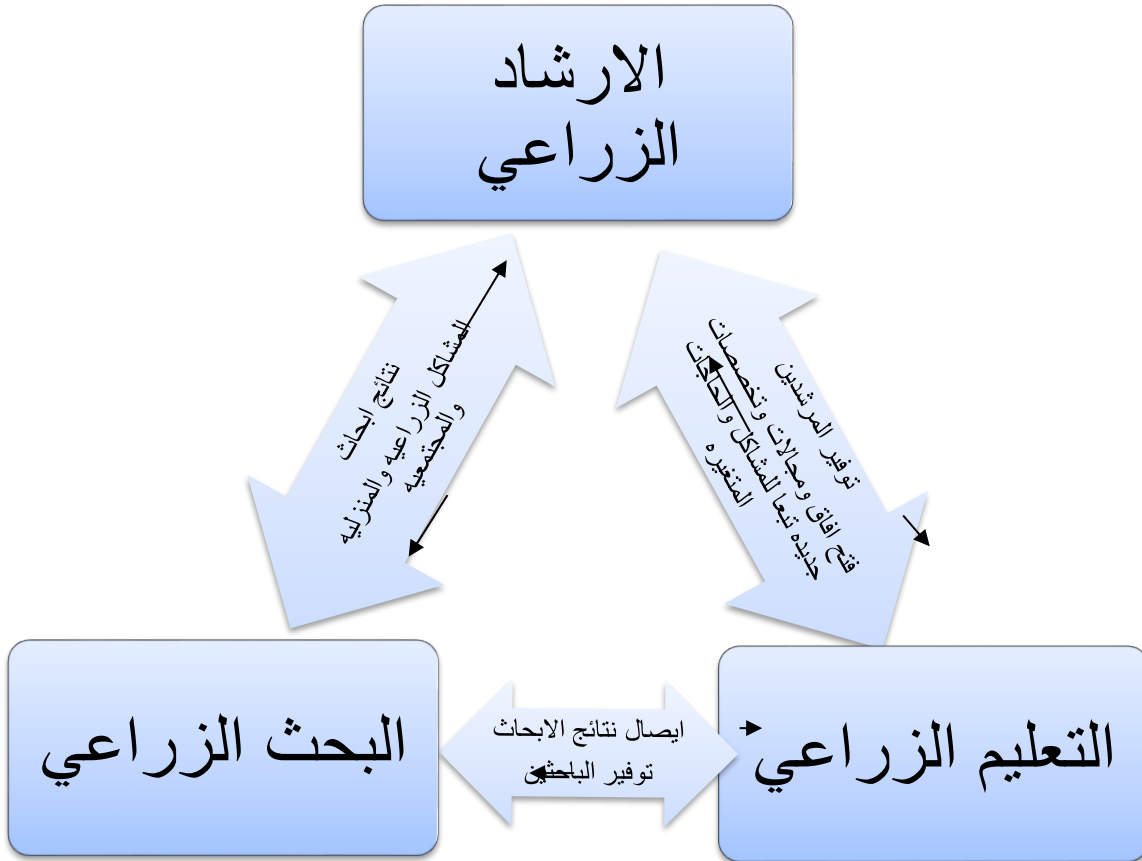 الارشاد
الزراعي
نتائج ابحاث
المشاكل الزراعيه والمنزليه
والمجتمعيه
توفير المرشدين
فتح افاق ومجالات وتخصصات
جديده تبعا للمشاكل والحاجات
المتغيره
البحث الزراعي
ايصال نتائج الابحاث
توفير الباحثين
التعليم الزراعي